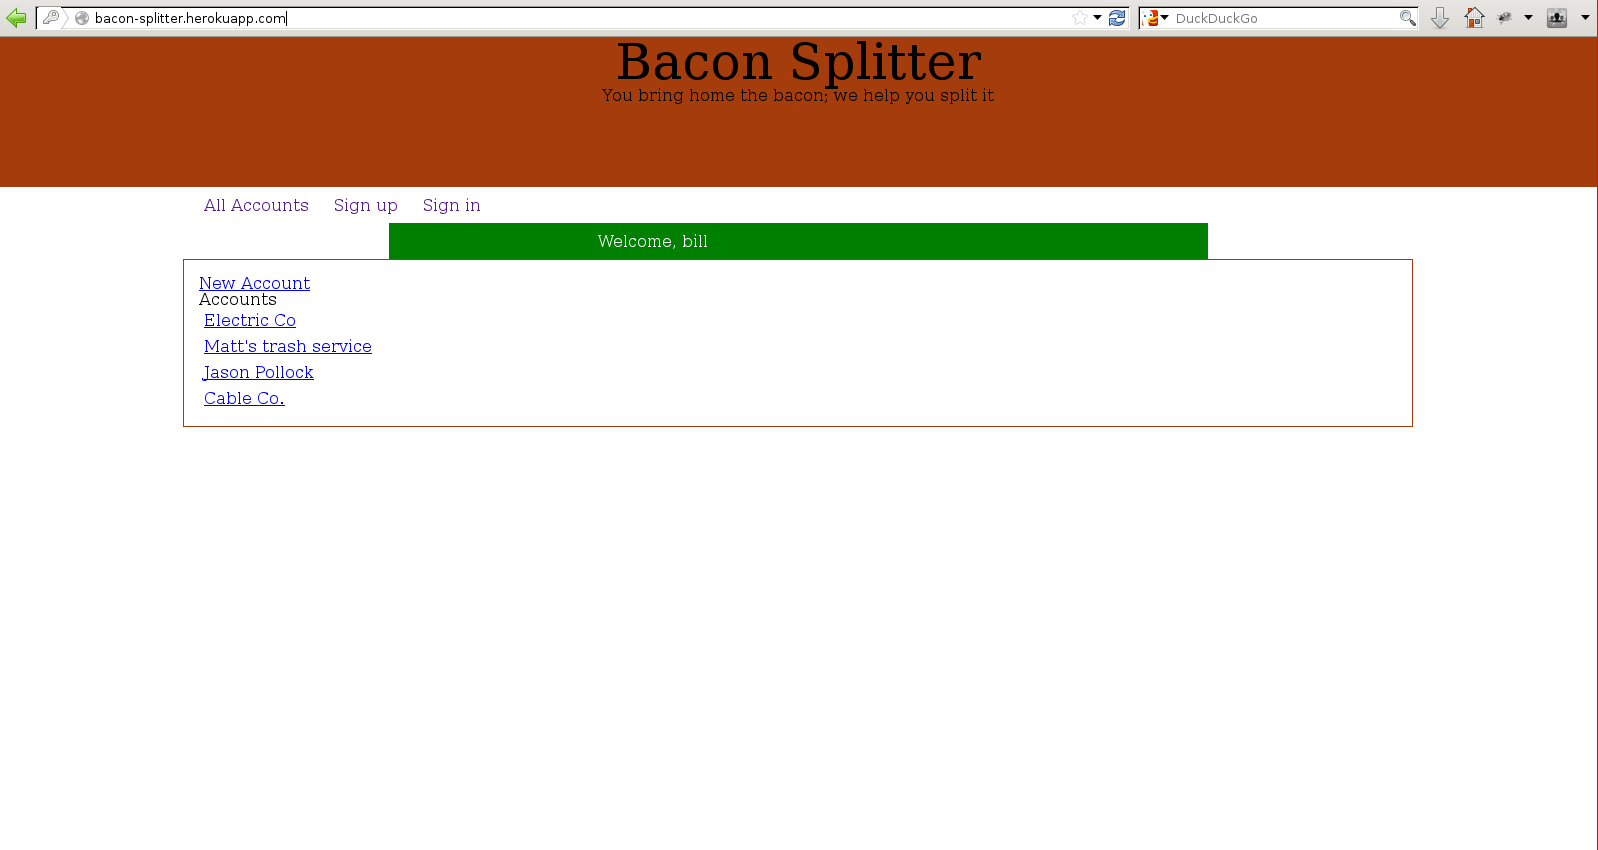 bacon-splitter.herokuapp.com DuckDuckGo
Bacon Splitter
You bring home the bacon; we help you split it
All Accounts Sign up Sign in
Welcome, bill
New Account
Accounts
Electric Co
Matt's trash service
Jason Pollock
Cable Co.